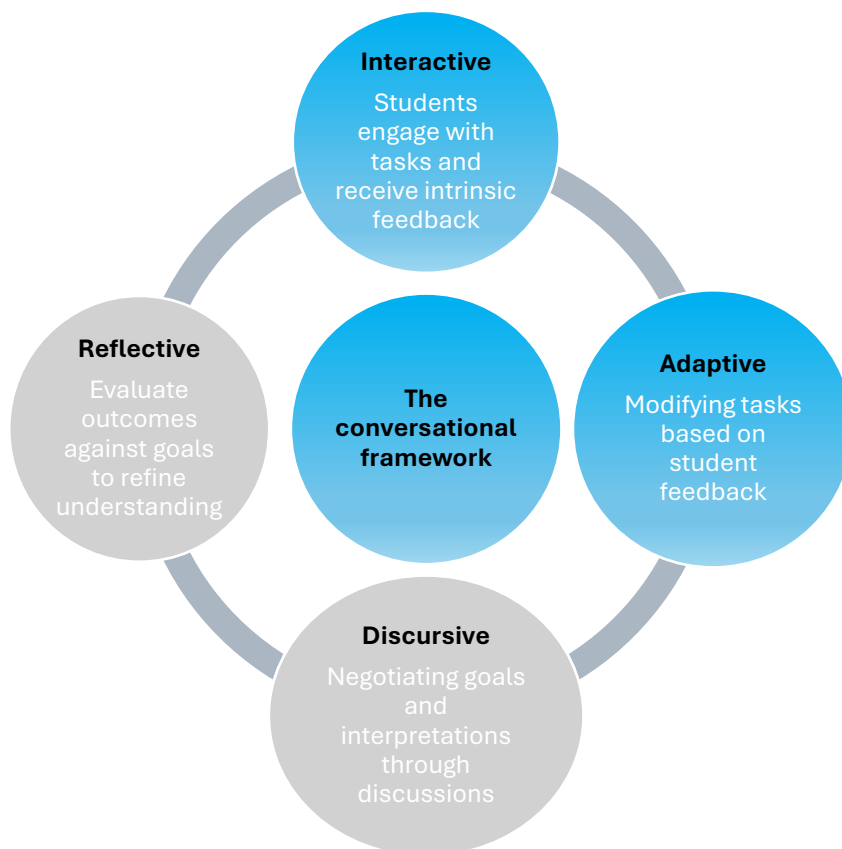 Interactive
Students
engage with
tasks and
receive intrinsic
feedback
Reflective
Evaluate
outcomes
against goals
to refine
understanding
The
conversational
framework
Adaptive
Modifying tasks
based on
student
feedback
Discursive
Negotiating goals
and
interpretations
through
discussions